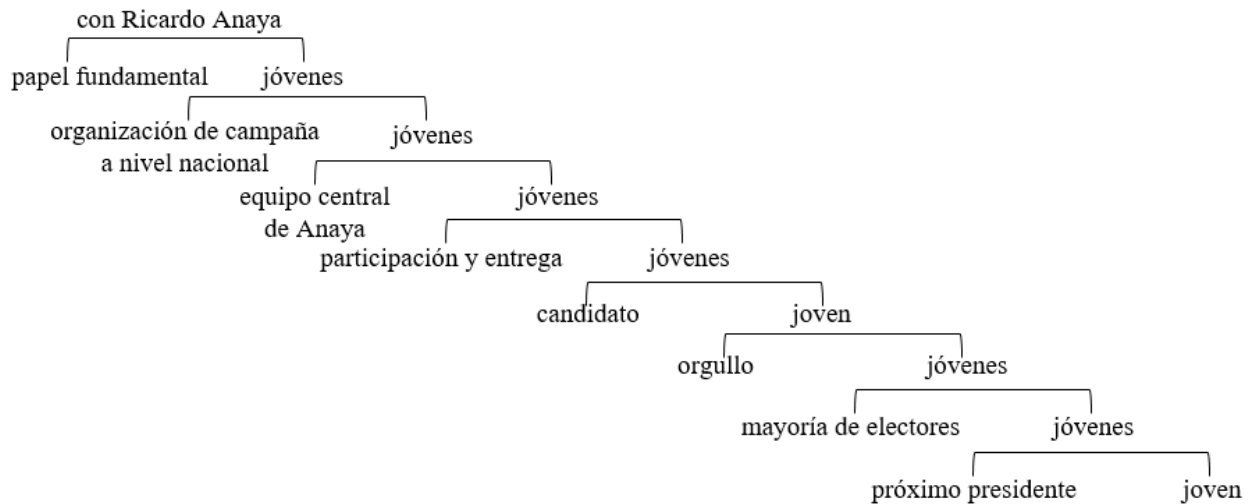 con Ricardo Anaya
papel fundamental jóvenes
organización de campaña jóvenes
a nivel nacional
equipo central jóvenes
de Anaya
participación y entrega jóvenes
candidato joven
orgullo jóvenes
mayoría de electores jóvenes
próximo presidente joven